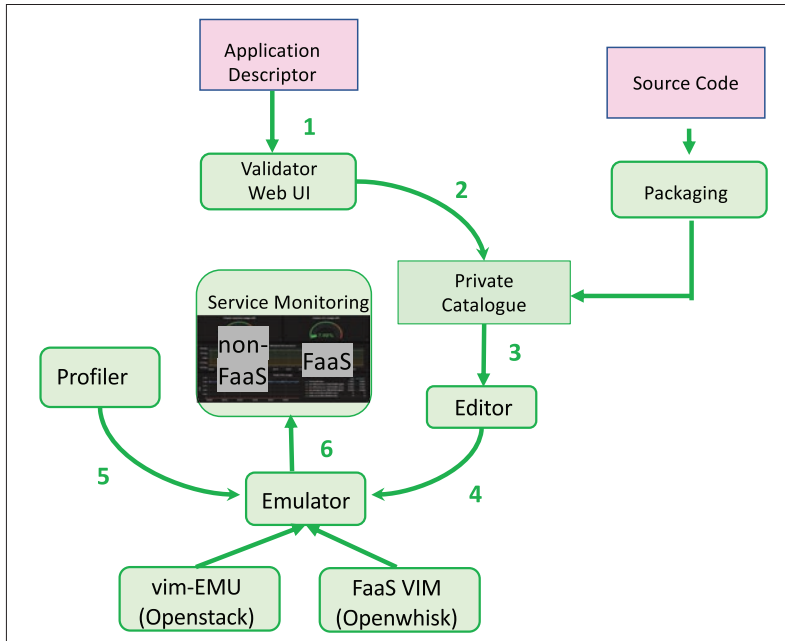 Application
Descriptor
Source Code
1
Validator
Web UI
2
Packaging
Private
Catalogue
Service Monitoring
non-
FaaS
FaaS
3
Profiler
Editor
6
5
4
Emulator
vim-EMU
(Openstack)
FaaS VIM
(Openwhisk)